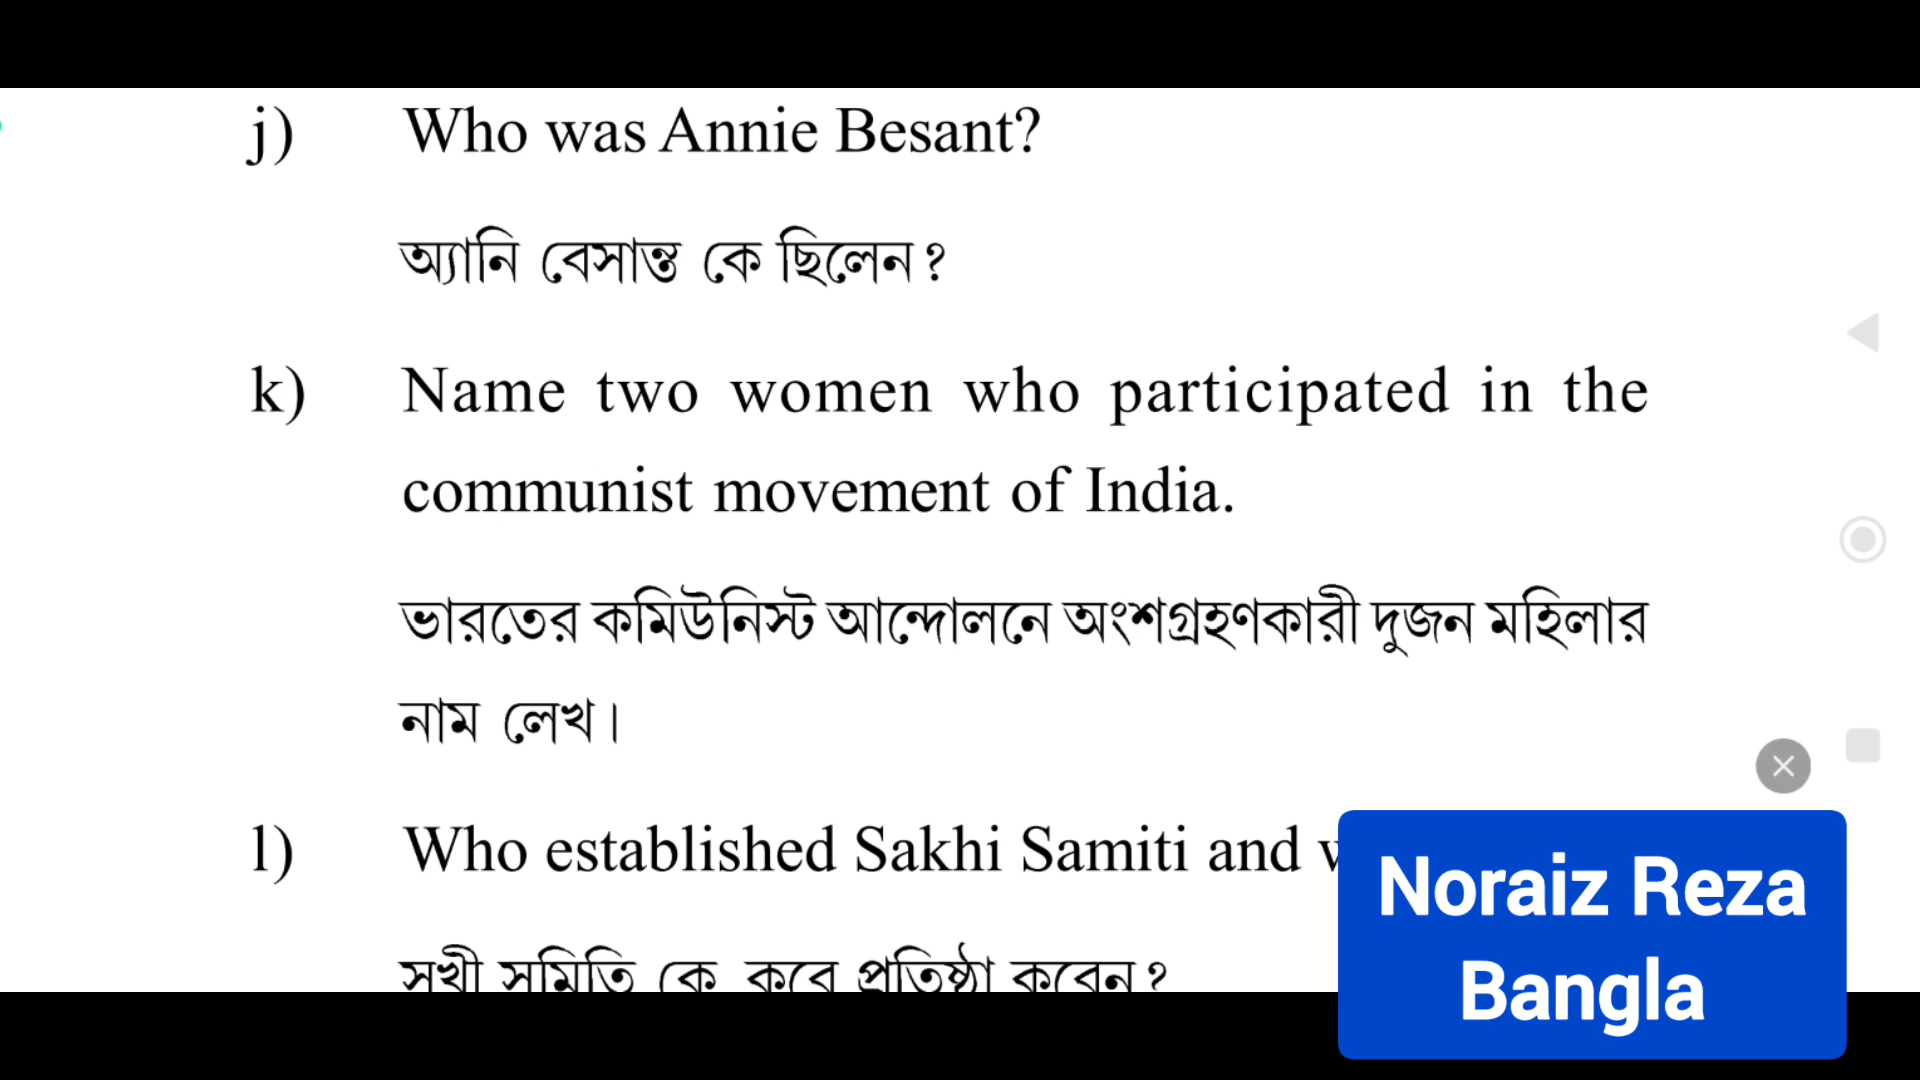 j) Who was Annie Besant?
অ্যানি বেসান্ত কে ছিলেন?
k) Name two women who participated in the
communist movement of India.
ভারতের কমিউনিস্ট আন্দোলনে অংশগ্রহণকারী দুজন মহিলার
নাম লেখ।
l) Who established Sakhi Samiti and
সখী সমিতি কে কবে প্রতিষ্ঠা করেন?
Noraiz Reza
Bangla